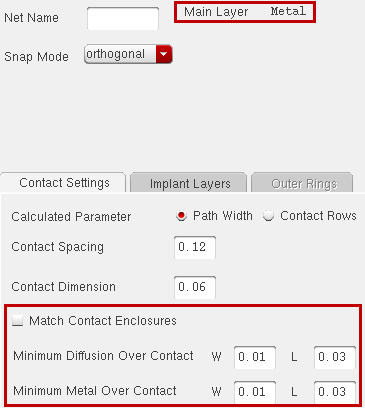 Net Name Main Layer Metal
Snap Mode orthogonal
Contact Settings Implant Layers Outer Rings
Calculated Parameter Path Width Contact Rows
Contact Spacing 0.12
Contact Dimension 0.06
Match Contact Enclosures
Minimum Diffusion Over Contact W 0.01 L 0.03
Minimum Metal Over Contact W 0.01 L 0.03